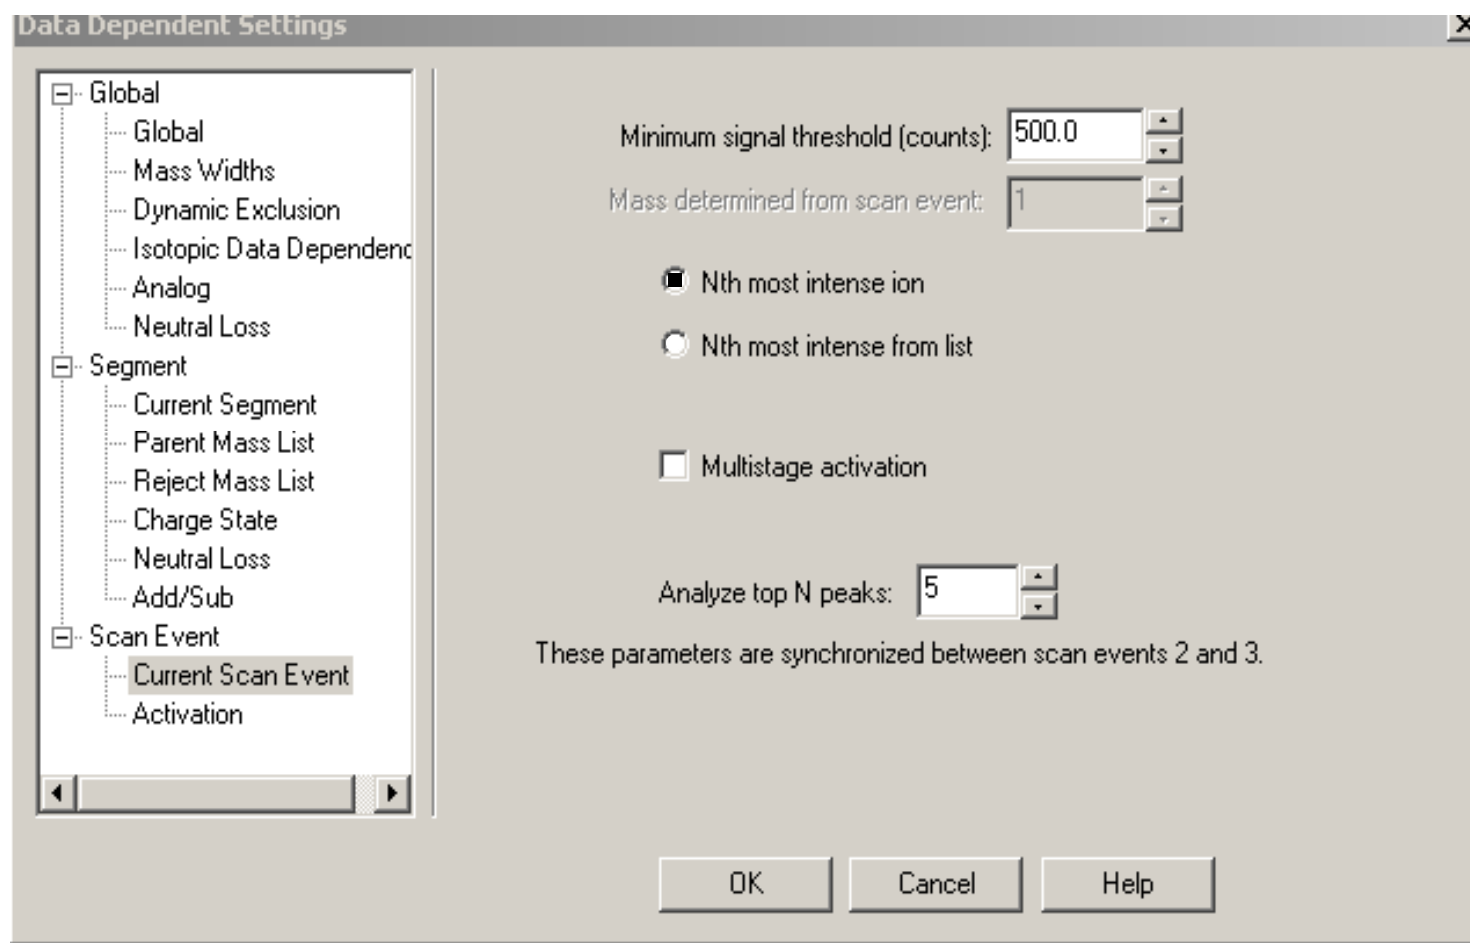 Data Dependent Settings
Global
Global
Mass Widths
Dynamic Exclusion
Isotopic Data Dependenc
Analog
Neutral Loss
Segment
Current Segment
Parent Mass List
Reject Mass List
Charge State
Neutral Loss
Add/Sub
Scan Event
Current Scan Event
Activation
Minimum signal threshold (counts): 500.0
Mass determined from scan event: 1
Nth most intense ion
Nth most intense from list
Multistage activation
Analyze top N peaks: 5
These parameters are synchronized between scan events 2 and 3.
OK Cancel Help